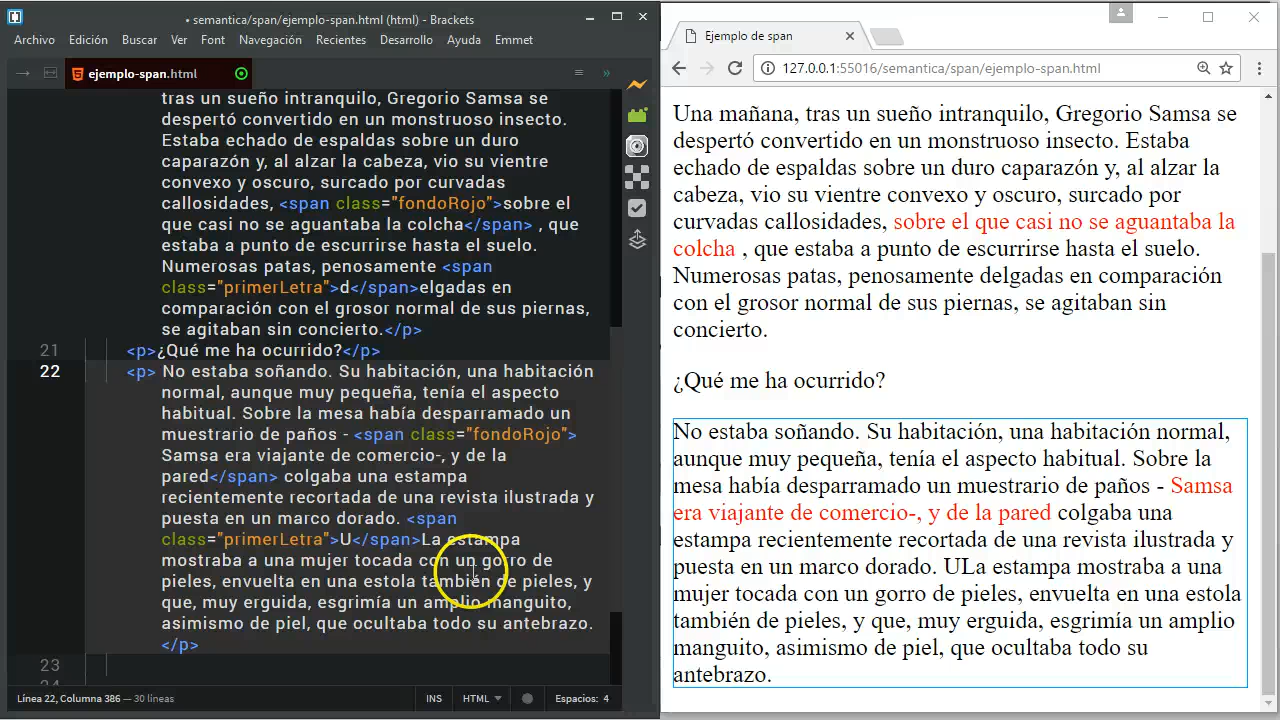 • semantica/span/ejemplo-span.html (html) - Brackets
Archivo Edición Buscar Ver Font Navegación Recientes Desarrollo Ayuda Emmet
ejemplo-span.html
tras un sueño intranquilo, Gregorio Samsa se
despertó convertido en un monstruoso insecto.
Estaba echado de espaldas sobre un duro
caparazón y, al alzar la cabeza, vio su vientre
convexo y oscuro, surcado por curvadas
callosidades, <span class="fondoRojo">sobre el
que casi no se aguantaba la colcha</span> , que
estaba a punto de escurrirse hasta el suelo.
Numerosas patas, penosamente <span
class="primerLetra">d</span>elgadas en
comparación con el grosor normal de sus piernas,
se agitaban sin concierto.</p>
21 <p>¿Qué me ha ocurrido?</p>
22 <p> No estaba soñando. Su habitación, una habitación
normal, aunque muy pequeña, tenía el aspecto
habitual. Sobre la mesa había desparramado un
muestrario de paños - <span class="fondoRojo">
Samsa era viajante de comercio-, y de la
pared</span> colgaba una estampa
recientemente recortada de una revista ilustrada y
puesta en un marco dorado. <span
class="primerLetra">U</span>La estampa
mostraba a una mujer tocada con un gorro de
pieles, envuelta en una estola también de pieles, y
que, muy erguida, esgrimía un amplio manguito,
asimismo de piel, que ocultaba todo su antebrazo.
</p>
23
Línea 22, Columna 386 — 30 líneas INS HTML Espacios: 4
Ejemplo de span
127.0.0.1:55016/semantica/span/ejemplo-span.html
Una mañana, tras un sueño intranquilo, Gregorio Samsa se
despertó convertido en un monstruoso insecto. Estaba
echado de espaldas sobre un duro caparazón y, al alzar la
cabeza, vio su vientre convexo y oscuro, surcado por
curvadas callosidades, sobre el que casi no se aguantaba la
colcha , que estaba a punto de escurrirse hasta el suelo.
Numerosas patas, penosamente delgadas en comparación
con el grosor normal de sus piernas, se agitaban sin
concierto.
¿Qué me ha ocurrido?
No estaba soñando. Su habitación, una habitación normal,
aunque muy pequeña, tenía el aspecto habitual. Sobre la
mesa había desparramado un muestrario de paños - Samsa
era viajante de comercio-, y de la pared colgaba una
estampa recientemente recortada de una revista ilustrada y
puesta en un marco dorado. ULa estampa mostraba a una
mujer tocada con un gorro de pieles, envuelta en una estola
también de pieles, y que, muy erguida, esgrimía un amplio
manguito, asimismo de piel, que ocultaba todo su
antebrazo.